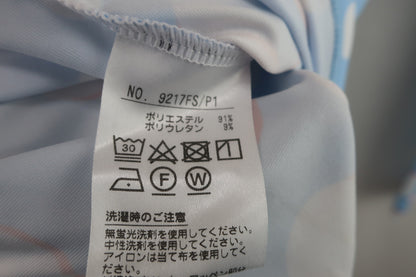 NO. 9217FS/P1
ポリエステル 91%
ポリウレタン 9%
30
F W
洗濯時のご注意
無蛍光洗剤を使用してください。
中性洗剤を使用してください。
アイロンは当て布を使用してくだ
さい。